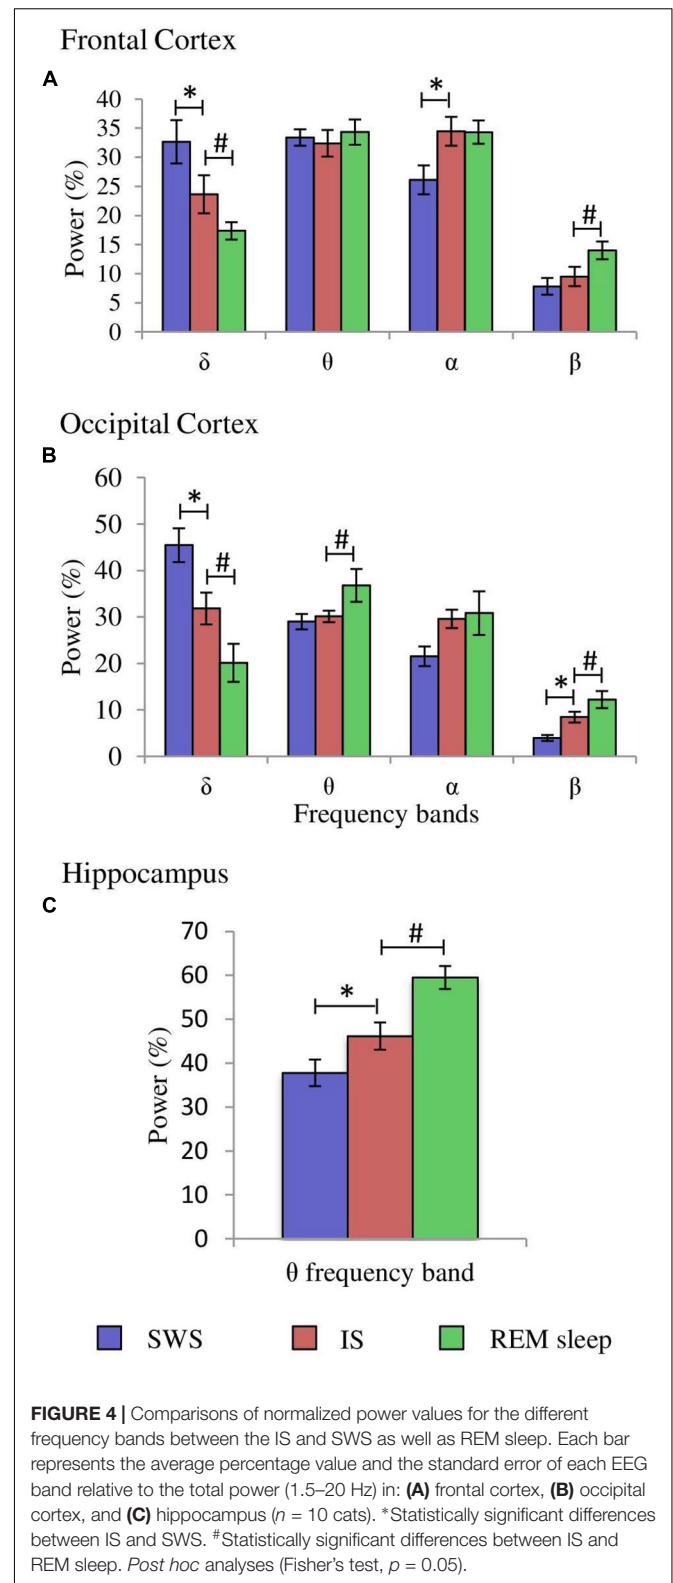 Frontal Cortex
A
40
35
30
25
20
15
10
5
0
Power (%)
* # * #
δ θ α β
Occipital Cortex
B
60
50
40
30
20
10
0
Power (%)
* # # * #
δ θ α β
Frequency bands
Hippocampus
C
70
60
50
40
30
20
10
0
Power (%)
* #
θ frequency band
SWS IS REM sleep
FIGURE 4 | Comparisons of normalized power values for the different
frequency bands between the IS and SWS as well as REM sleep. Each bar
represents the average percentage value and the standard error of each EEG
band relative to the total power (1.5–20 Hz) in: (A) frontal cortex, (B) occipital
cortex, and (C) hippocampus (n = 10 cats). *Statistically significant differences
between IS and SWS. #Statistically significant differences between IS and
REM sleep. Post hoc analyses (Fisher's test, p = 0.05).